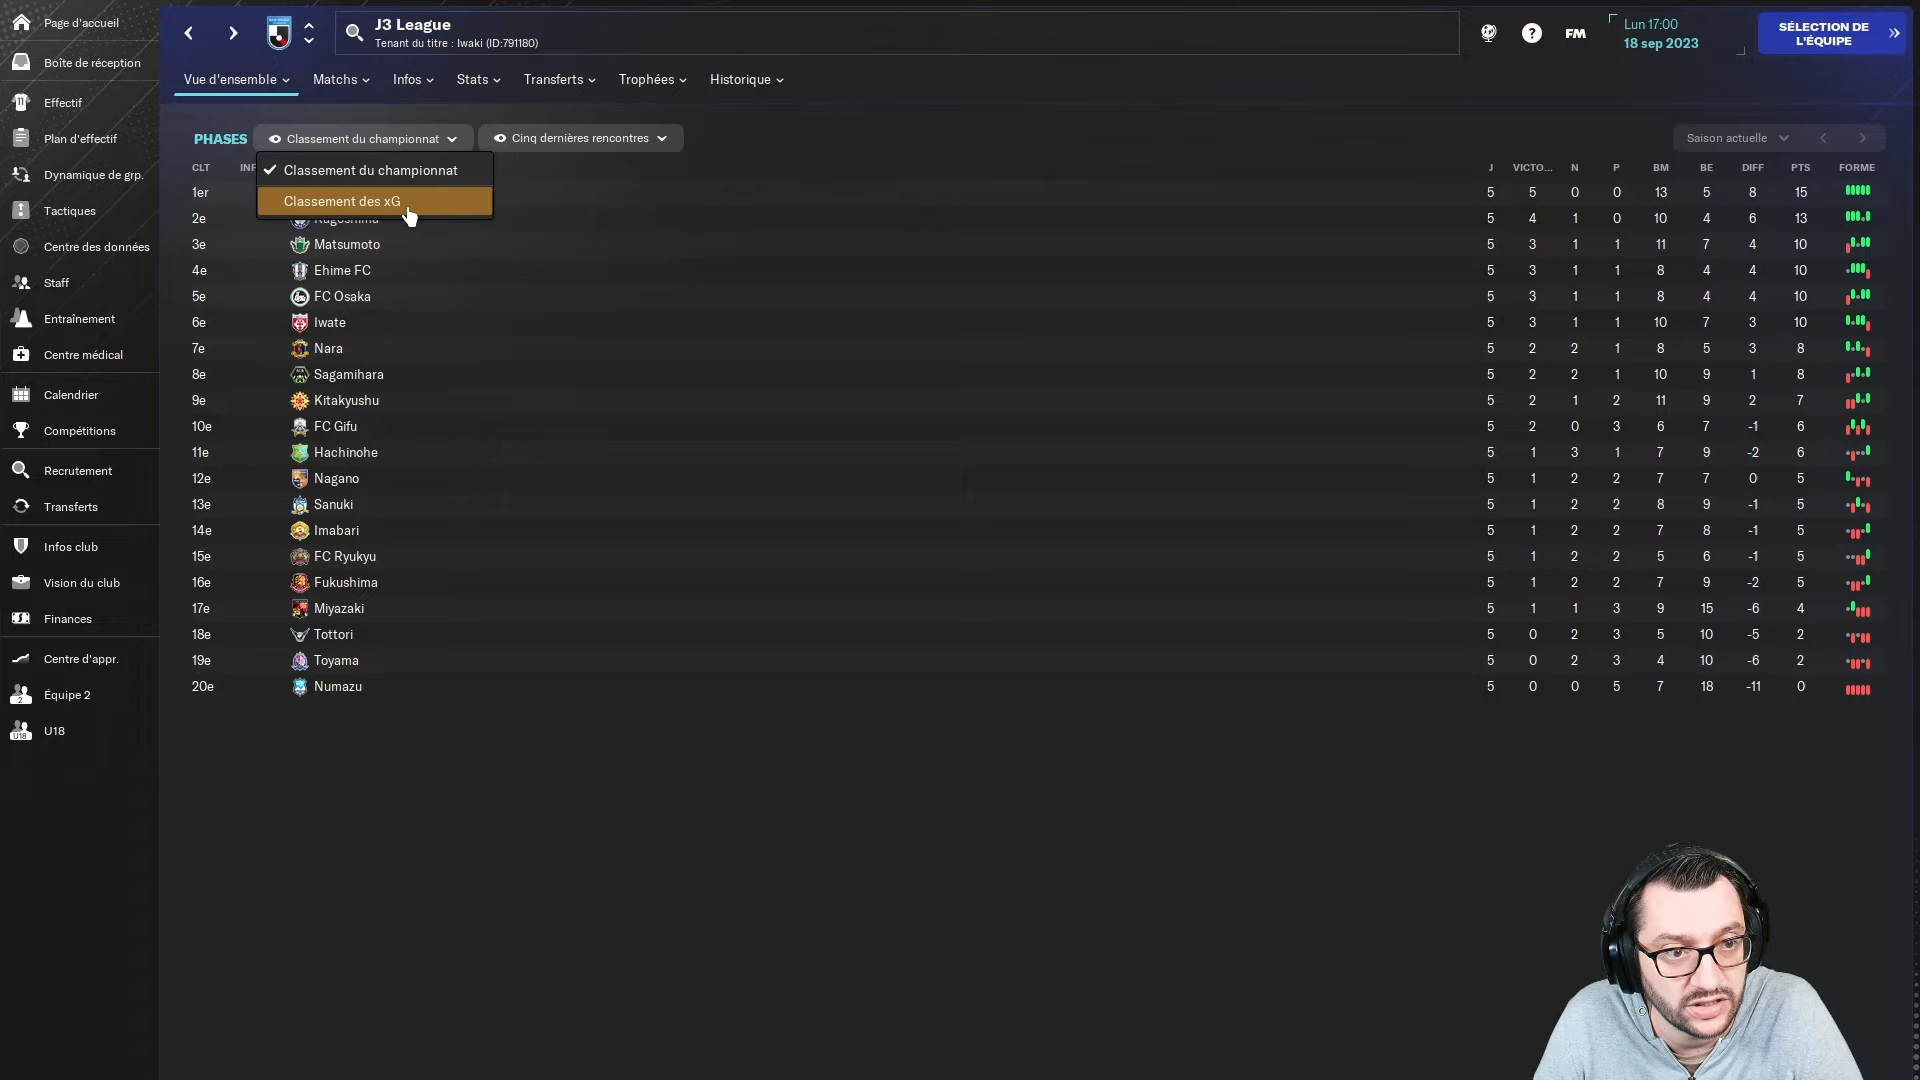 Page d'accueil
Boîte de réception
Effectif
Plan d'effectif
Dynamique de grp.
Tactiques
Centre des données
Staff
Entraînement
Centre médical
Calendrier
Compétitions
Recrutement
Transferts
Infos club
Vision du club
Finances
Centre d'appr.
2 Équipe 2
U18 U18
J3 League
Tenant du titre : Iwaki (ID:791180)
FM
Lun 17:00
18 sep 2023
SÉLECTION DE
L'ÉQUIPE
Vue d'ensemble Matchs Infos Stats Transferts Trophées Historique
PHASES Classement du championnat Cinq dernières rencontres Saison actuelle
Classement du championnat
Classement des xG
CLT INF J VICTO... N P BM BE DIFF PTS FORME
1er 5 5 0 0 13 5 8 15
2e Kagoshima 5 4 1 0 10 4 6 13
3e Matsumoto 5 3 1 1 11 7 4 10
4e Ehime FC 5 3 1 1 8 4 4 10
5e FC Osaka 5 3 1 1 8 4 4 10
6e Iwate 5 3 1 1 10 7 3 10
7e Nara 5 2 2 1 8 5 3 8
8e Sagamihara 5 2 2 1 10 9 1 8
9e Kitakyushu 5 2 1 2 11 9 2 7
10e FC Gifu 5 2 0 3 6 7 -1 6
11e Hachinohe 5 1 3 1 7 9 -2 6
12e Nagano 5 1 2 2 7 7 0 5
13e Sanuki 5 1 2 2 8 9 -1 5
14e Imabari 5 1 2 2 7 8 -1 5
15e FC Ryukyu 5 1 2 2 5 6 -1 5
16e Fukushima 5 1 2 2 7 9 -2 5
17e Miyazaki 5 1 1 3 9 15 -6 4
18e Tottori 5 0 2 3 5 10 -5 2
19e Toyama 5 0 2 3 4 10 -6 2
20e Numazu 5 0 0 5 7 18 -11 0